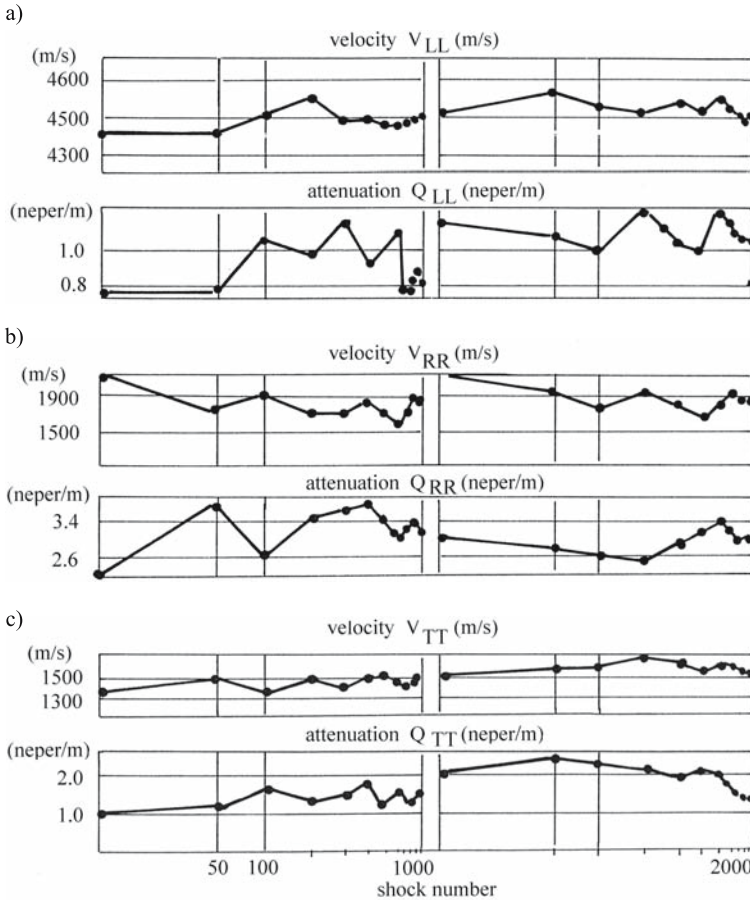 a)
velocity V LL (m/s)
(m/s)
4600
4500
4300
attenuation Q LL (neper/m)
(neper/m)
1.0
0.8
b)
velocity V RR (m/s)
(m/s)
1900
1500
attenuation Q RR (neper/m)
(neper/m)
3.4
2.6
c)
velocity V TT (m/s)
(m/s)
1500
1300
attenuation Q TT (neper/m)
(neper/m)
2.0
1.0
50 100 1000 2000
shock number